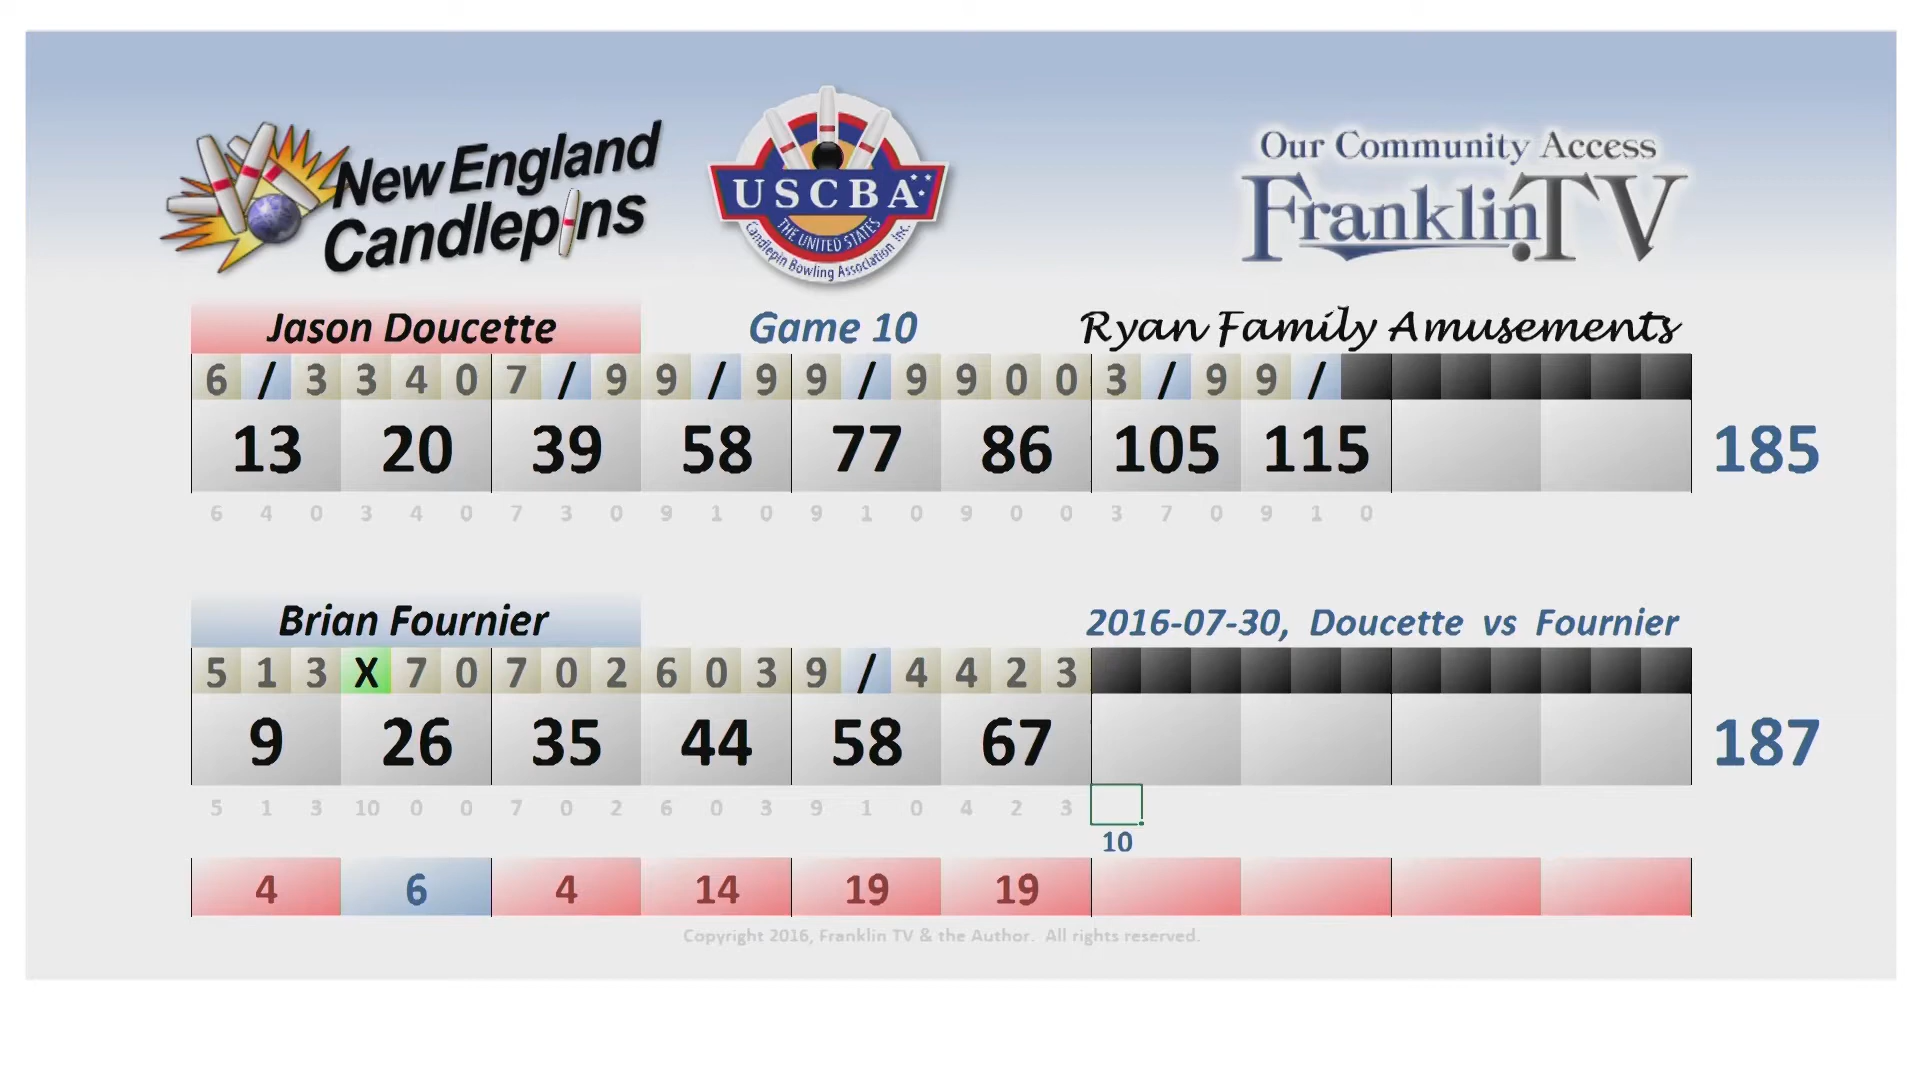 New England
Candlepins
USCBA
THE UNITED STATES
Candlepin Bowling Association, Inc.
Our Community Access
Franklin.TV
Jason Doucette Game 10 Ryan Family Amusements
6 / 3 3 4 0 7 / 9 9 / 9 9 / 9 9 0 0 3 / 9 9 /
13 20 39 58 77 86 105 115 185
6 4 0 3 4 0 7 3 0 9 1 0 9 1 0 9 0 0 3 7 0 9 1 0
Brian Fournier 2016-07-30, Doucette vs Fournier
5 1 3 X 7 0 7 0 2 6 0 3 9 / 4 4 2 3
9 26 35 44 58 67 187
5 1 3 10 0 0 7 0 2 6 0 3 9 1 0 4 2 3
10
4 6 4 14 19 19
Copyright 2016, Franklin TV & the Author. All rights reserved.